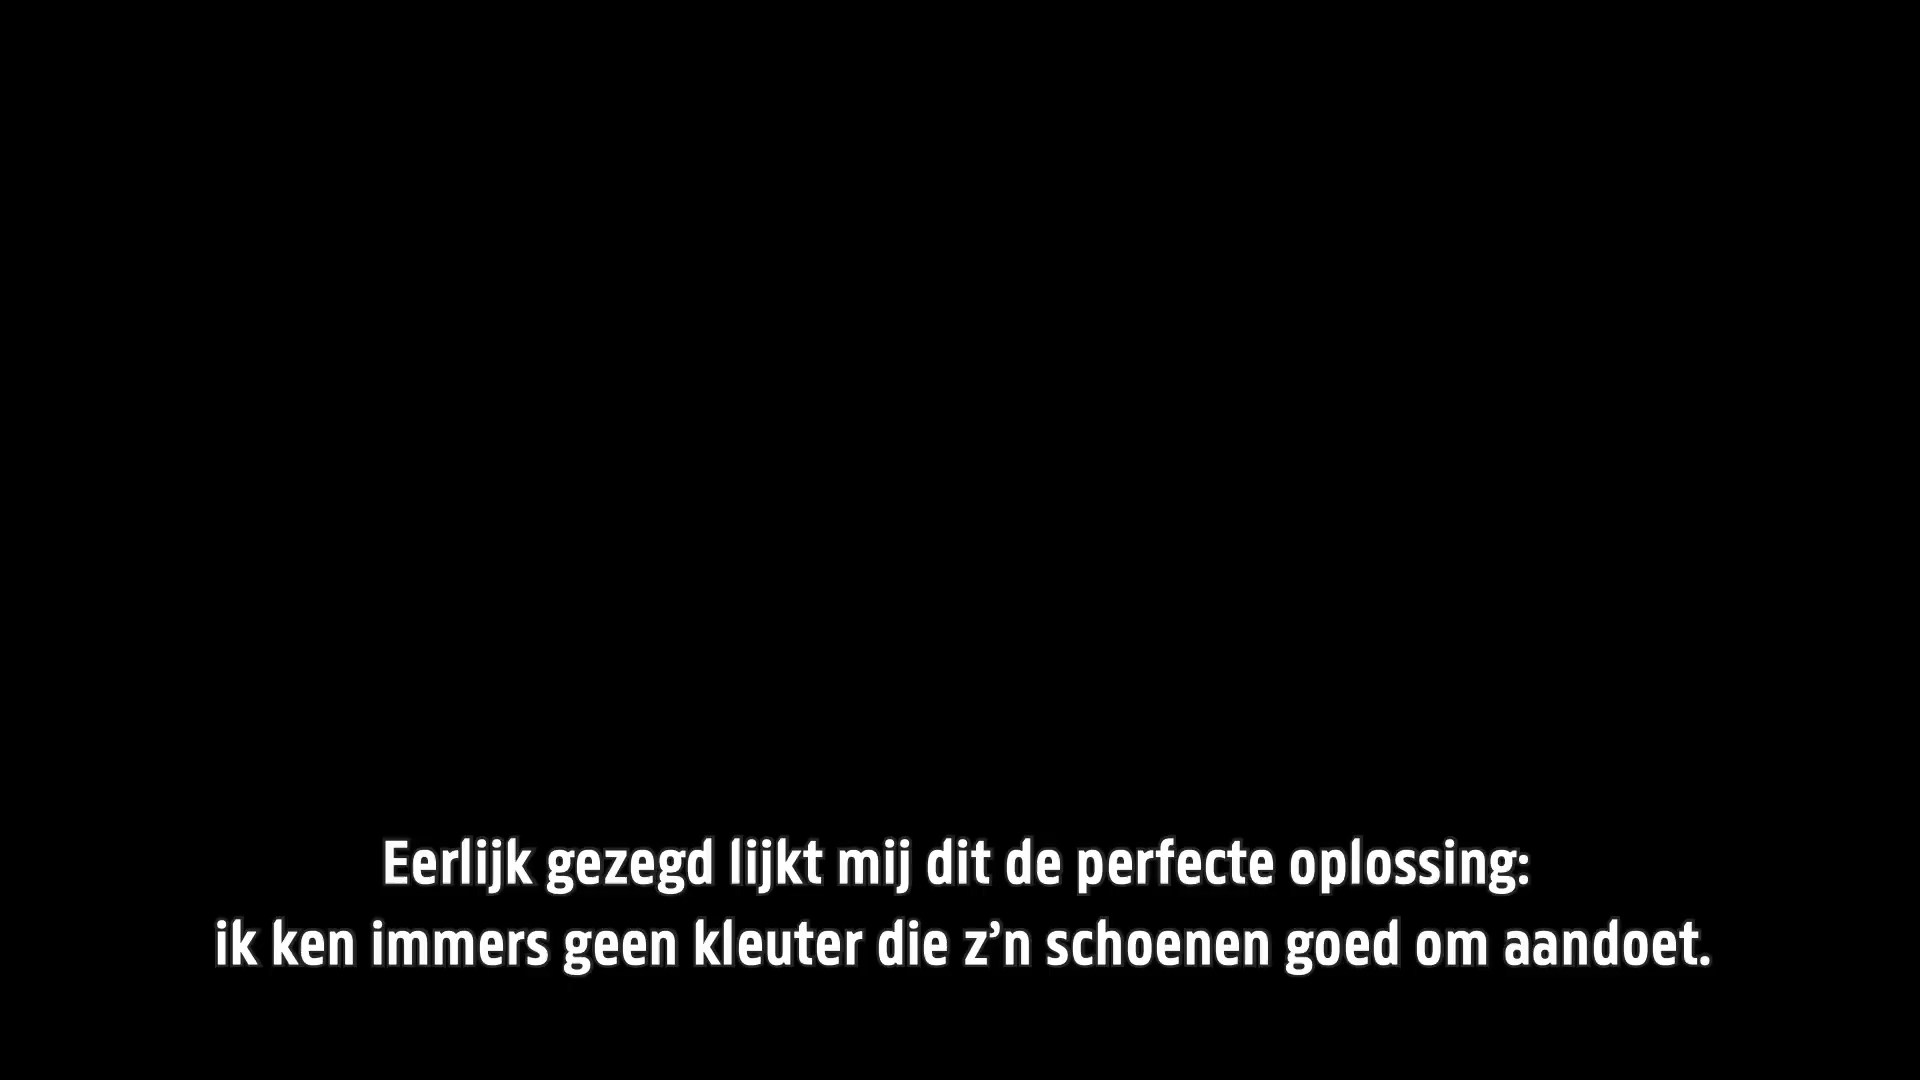 Eerlijk gezegd lijkt mij dit de perfecte oplossing:
ik ken immers geen kleuter die z’n schoenen goed om aandoet.